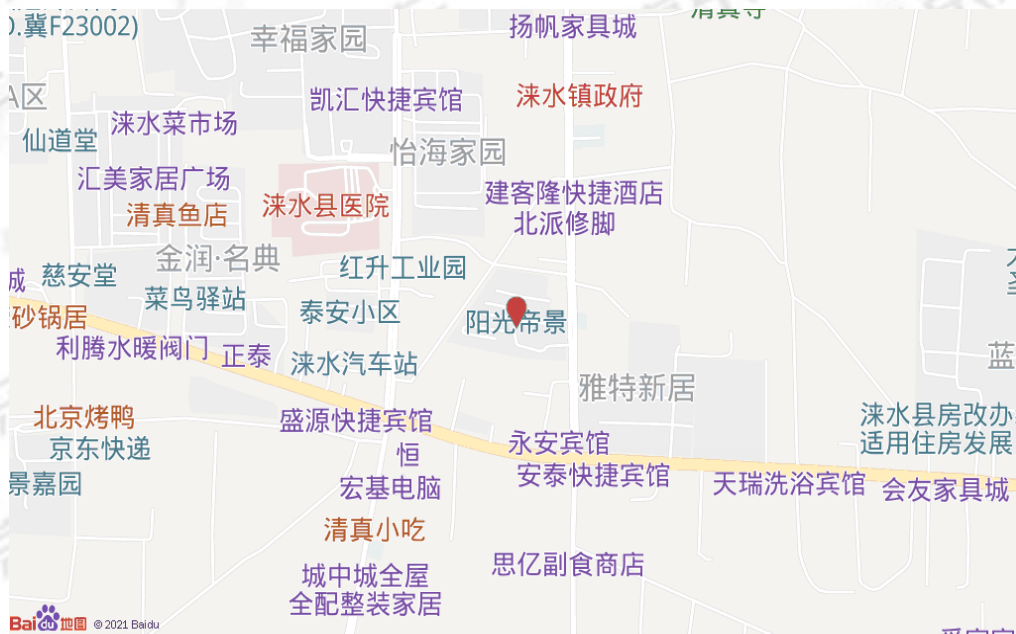 O.冀F23002)
扬帆家具城
幸福家园
A区
凯汇快捷宾馆
涞水镇政府
涞水菜市场
仙道堂
怡海家园
汇美家居广场
建客隆快捷酒店
清真鱼店
涞水县医院
北派修脚
金润·名典
红升工业园
城
慈安堂
菜鸟驿站
泰安小区
砂锅居
阳光帝景
利腾水暖阀门
正泰
涞水汽车站
蓝
雅特新居
北京烤鸭
盛源快捷宾馆
涞水县房改办
京东快递
永安宾馆
适用住房发展
恒
景嘉园
宏基电脑
安泰快捷宾馆
天瑞洗浴宾馆
会友家具城
清真小吃
思亿副食商店
城中城全屋
全配整装家居
Bai du 地图
© 2021 Baidu